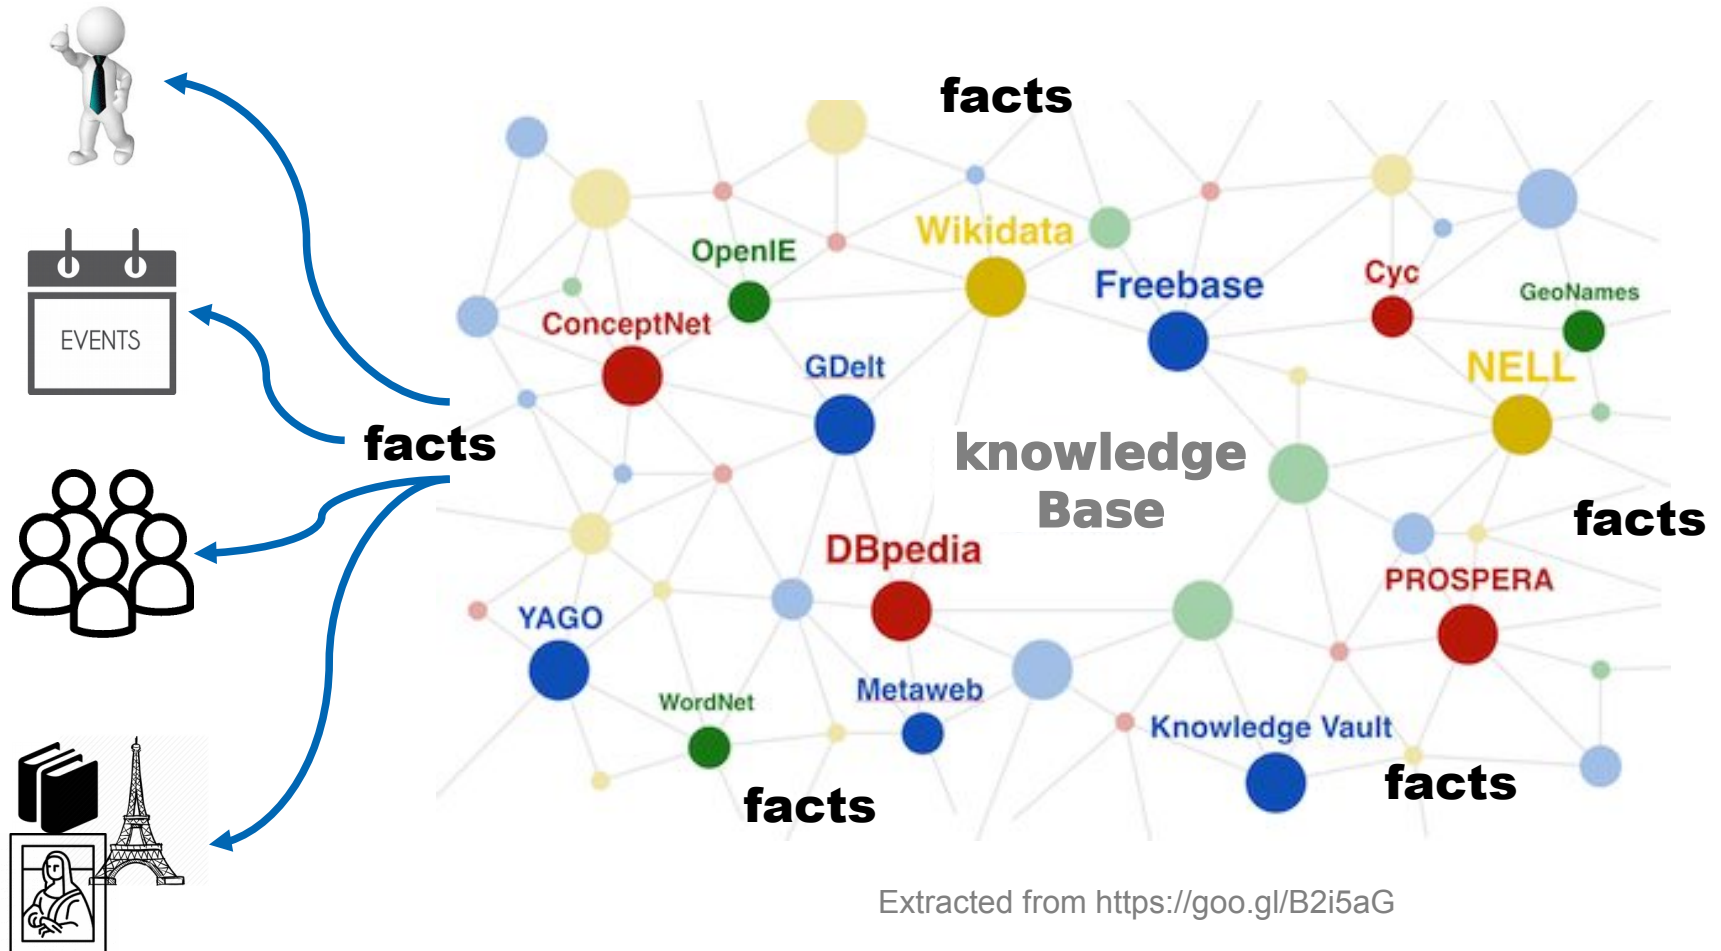 facts
Wikidata
OpenIE
Freebase
Cyc
GeoNames
ConceptNet
EVENTS
GDelt
NELL
facts
knowledge
Base
facts
DBpedia
PROSPERA
YAGO
WordNet
Metaweb
Knowledge Vault
facts
facts
Extracted from https://goo.gl/B2i5aG